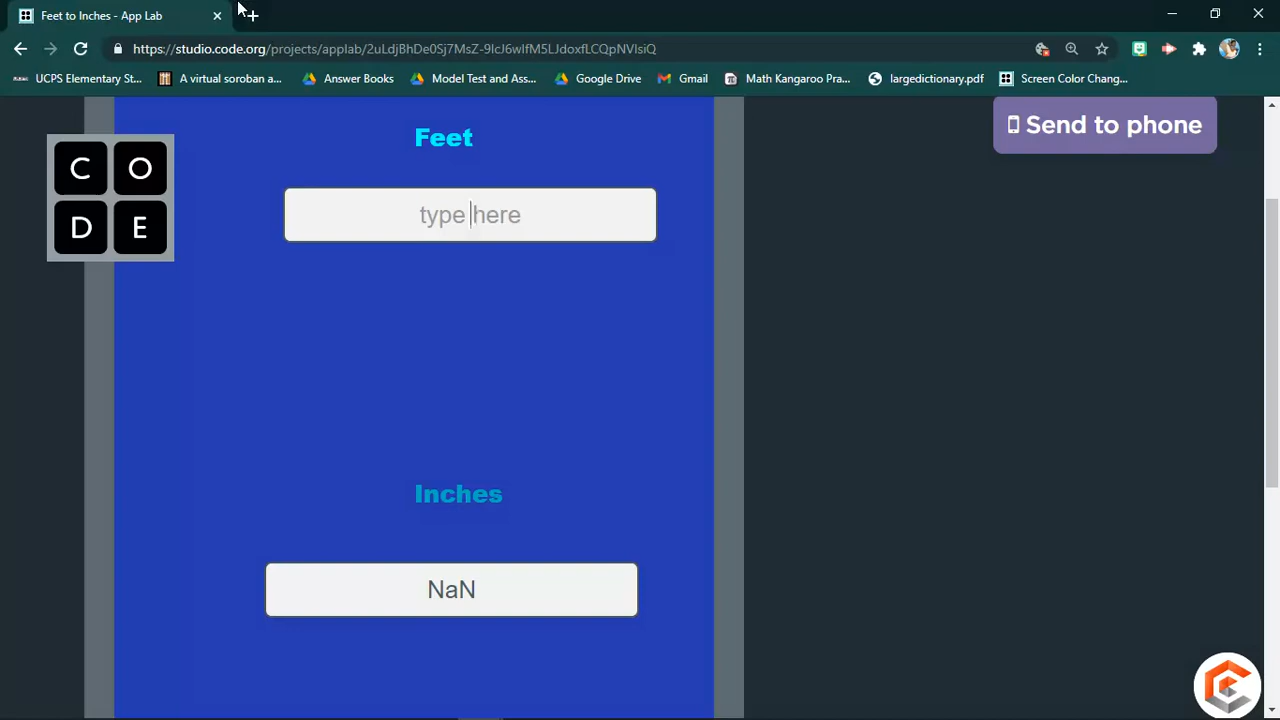 Feet to Inches - App Lab
https://studio.code.org/projects/applab/2uLdjBhDe0Sj7MsZ-9IcJ6wIfM5LJdoxfLCQpNVIsiQ
UCPS Elementary St... A virtual soroban a... Answer Books Model Test and Ass... Google Drive Gmail Math Kangaroo Pra... largedictionary.pdf Screen Color Chang...
Send to phone
Feet
C O
D E
type here
Inches
NaN